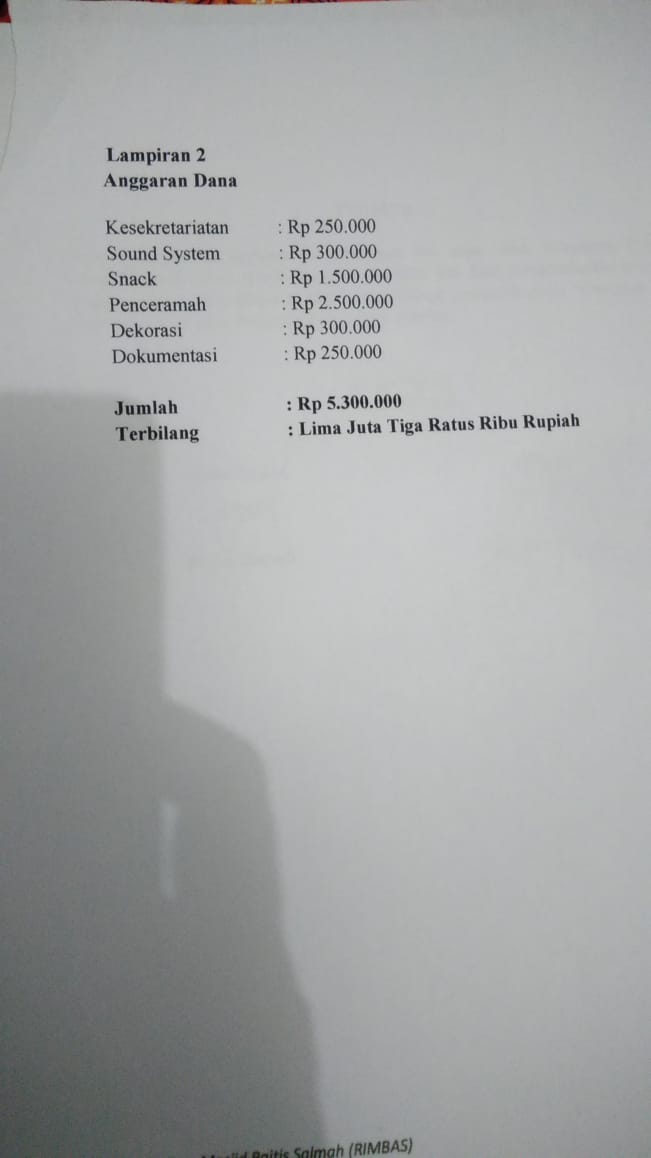 Lampiran 2
Anggaran Dana
Kesekretariatan : Rp 250.000
Sound System : Rp 300.000
Snack : Rp 1.500.000
Penceramah : Rp 2.500.000
Dekorasi : Rp 300.000
Dokumentasi : Rp 250.000
Jumlah : Rp 5.300.000
Terbilang : Lima Juta Tiga Ratus Ribu Rupiah
Salmah (RIMBAS)